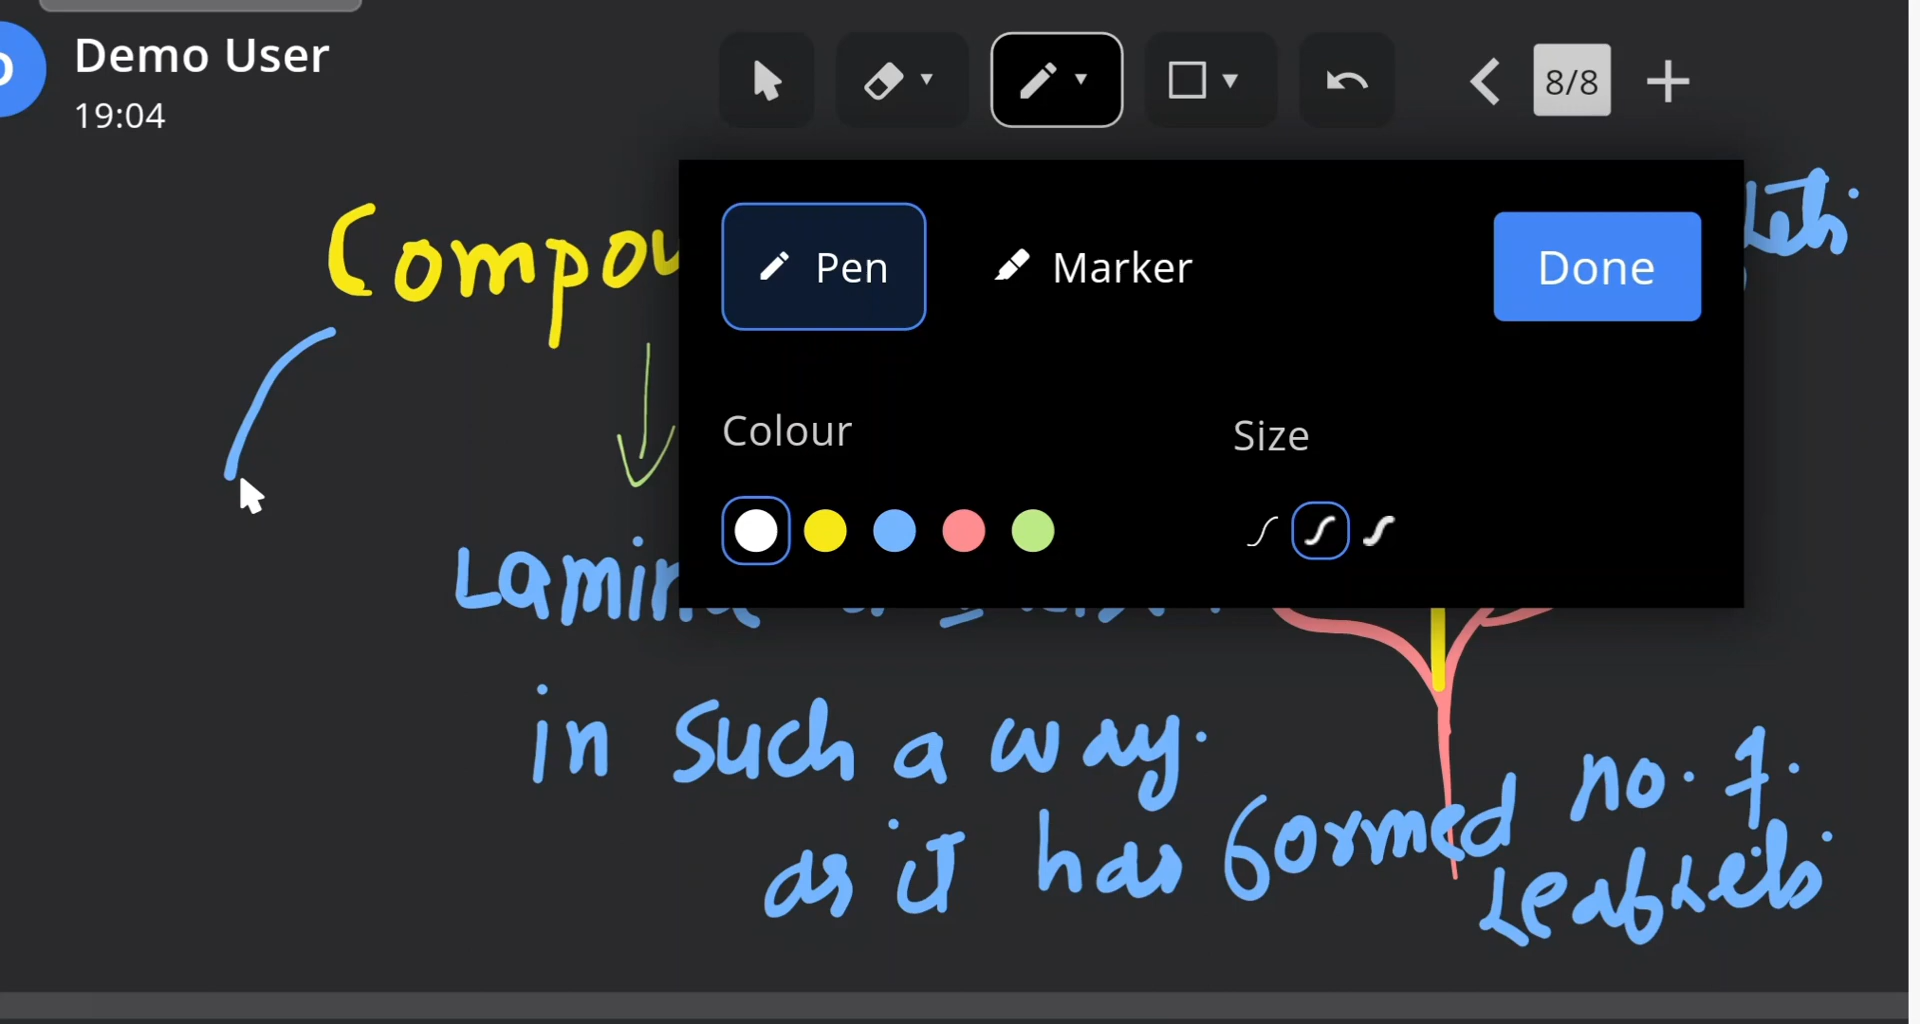 Demo User
19:04
8/8
Pen Marker Done
Colour Size
Compou
Lamina
in such a way.
as it has formed no. of.
Leaflets